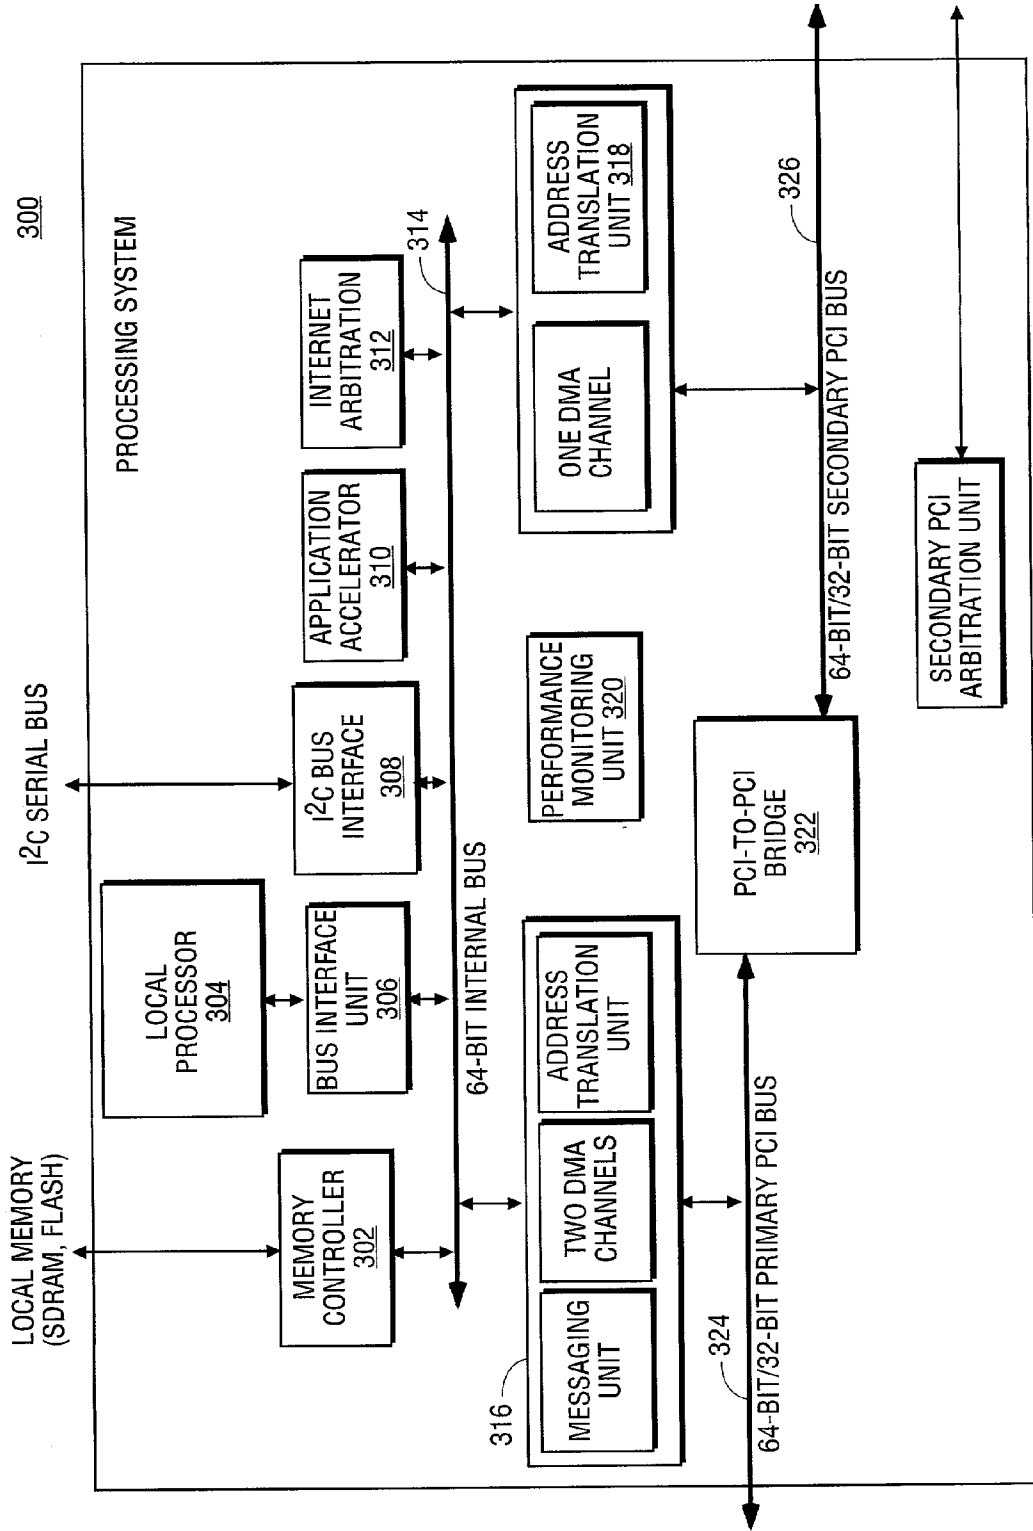 300
PROCESSING SYSTEM
LOCAL MEMORY
(SDRAM, FLASH)
I²C SERIAL BUS
LOCAL
PROCESSOR
304
MEMORY
CONTROLLER
302
BUS INTERFACE
UNIT
306
I²C BUS
INTERFACE
308
APPLICATION
ACCELERATOR
310
INTERNET
ARBITRATION
312
314
64-BIT INTERNAL BUS
316
MESSAGING
UNIT
TWO DMA
CHANNELS
ADDRESS
TRANSLATION
UNIT
PERFORMANCE
MONITORING
UNIT 320
ONE DMA
CHANNEL
ADDRESS
TRANSLATION
UNIT 318
324
64-BIT/32-BIT PRIMARY PCI BUS
PCI-TO-PCI
BRIDGE
322
326
64-BIT/32-BIT SECONDARY PCI BUS
SECONDARY PCI
ARBITRATION UNIT